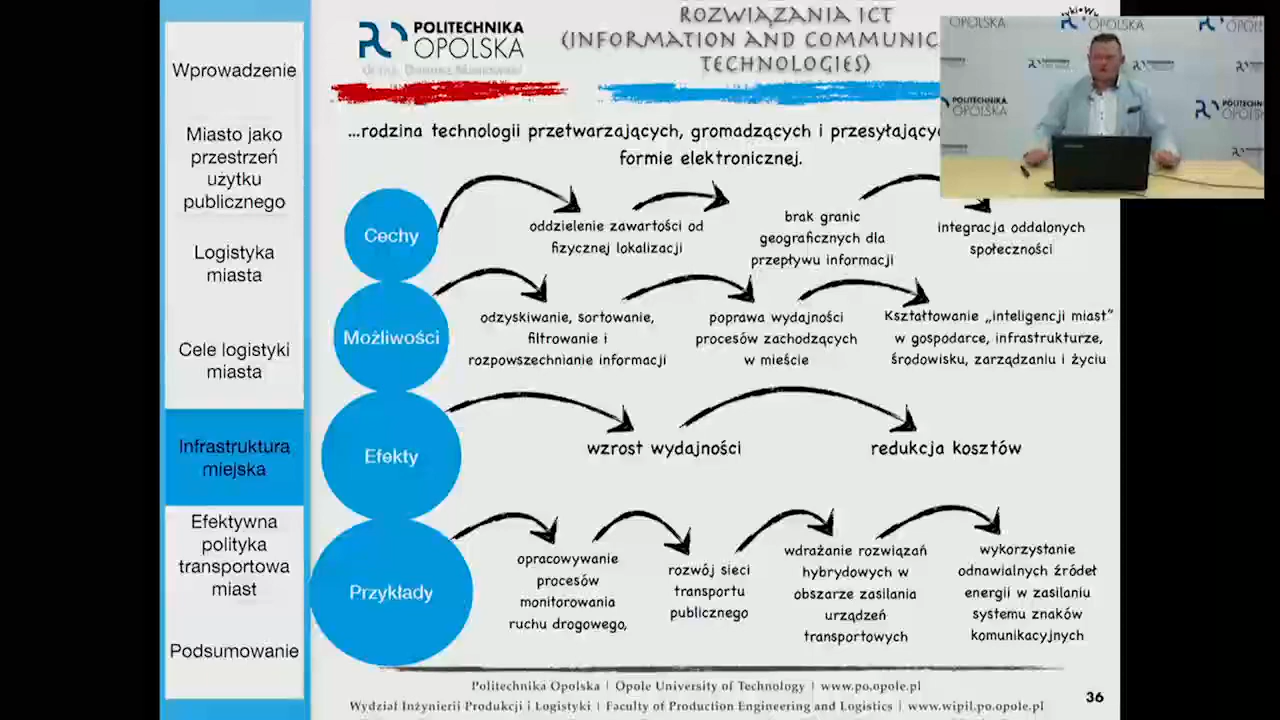 Wprowadzenie
Miasto jako
przestrzeń
użytku
publicznego
Logistyka
miasta
Cele logistyki
miasta
Infrastruktura
miejska
Efektywna
polityka
transportowa
miast
Podsumowanie
POLITECHNIKA
OPOLSKA
ROZWIĄZANIA ICT
(INFORMATION AND COMMUNIC
TECHNOLOGIES)
...rodzina technologii przetwarzających, gromadzących i przesyłający
formie elektronicznej.
Cechy
oddzielenie zawartości od
fizycznej lokalizacji
brak granic
geograficznych dla
przepływu informacji
integracja oddalonych
społeczności
Możliwości
odzyskiwanie, sortowanie,
filtrowanie i
rozpowszechnianie informacji
poprawa wydajności
procesów zachodzących
w mieście
Kształtowanie „inteligencji miast"
w gospodarce, infrastrukturze,
środowisku, zarządzaniu i życiu
Efekty
wzrost wydajności
redukcja kosztów
Przykłady
opracowywanie
procesów
monitorowania
ruchu drogowego,
rozwój sieci
transportu
publicznego
wdrażanie rozwiązań
hybrydowych w
obszarze zasilania
urządzeń
transportowych
wykorzystanie
odnawialnych źródeł
energii w zasilaniu
systemu znaków
komunikacyjnych
Politechnika Opolska | Opole University of Technology | www.po.opole.pl
Wydział Inżynierii Produkcji i Logistyki | Faculty of Production Engineering and Logistics | www.wipil.po.opole.pl
36
OPOLSKA
OPOLSKA
POLITECHNIKA
OPOLSKA
POLITECHN
OPOLSKA